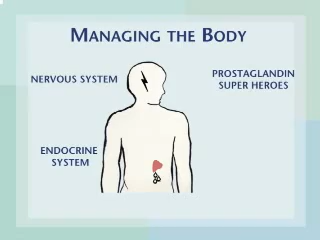 MANAGING THE BODY
NERVOUS SYSTEM
PROSTAGLANDIN
SUPER HEROES
ENDOCRINE
SYSTEM